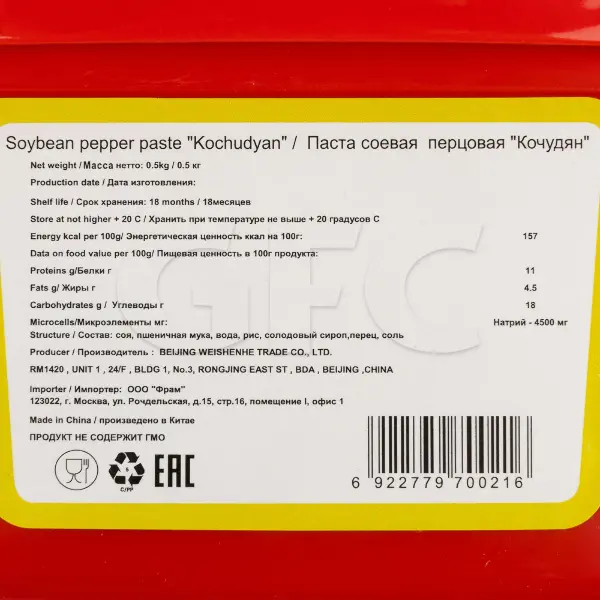 Soybean pepper paste "Kochudyan" / Паста соевая перцовая "Кочудян"
Net weight / Масса нетто: 0.5kg / 0.5 кг
Production date / Дата изготовления:
Shelf life / Срок хранения: 18 months / 18месяцев
Store at not higher + 20 C / Хранить при температуре не выше + 20 градусов С
Energy kcal per 100g/ Энергетическая ценность ккал на 100г: 157
Data on food value per 100g/ Пищевая ценность в 100г продукта:
Proteins g/Белки г 11
Fats g/ Жиры г 4.5
Carbohydrates g / Углеводы г 18
Microcells/Микроэлементы мг: Натрий - 4500 мг
Structure / Состав: соя, пшеничная мука, вода, рис, солодовый сироп,перец, соль
Producer / Производитель : BEIJING WEISHENHE TRADE CO., LTD.
RM1420 , UNIT 1 , 24/F , BLDG 1, No.3, RONGJING EAST ST , BDA , BEIJING ,CHINA
Importer / Импортер: ООО "Фрам"
123022, г. Москва, ул. Рочдельская, д.15, стр.16, помещение I, офис 1
Made in China / произведено в Китае
ПРОДУКТ НЕ СОДЕРЖИТ ГМО
C/PP
EAC
6 922779 700216
GFC